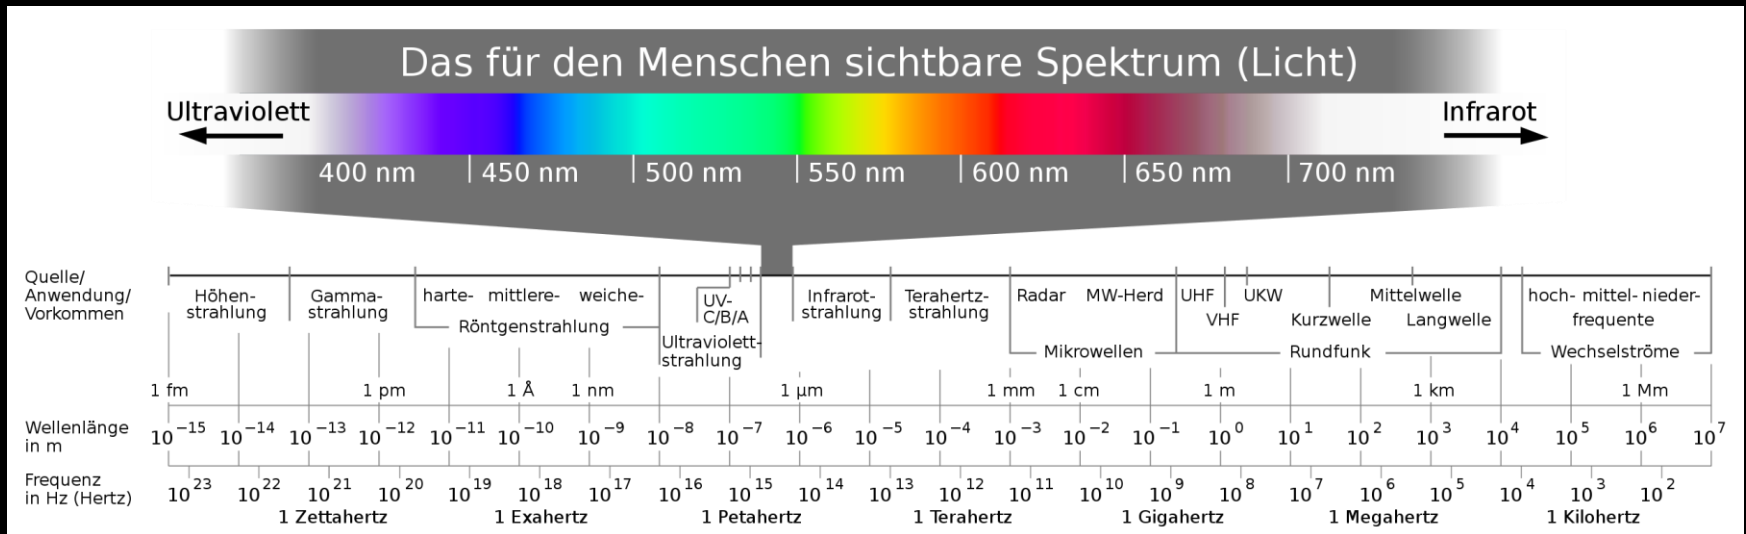 Das für den Menschen sichtbare Spektrum (Licht)
Ultraviolett
Infrarot
400 nm 450 nm 500 nm 550 nm 600 nm 650 nm 700 nm
Quelle/
Anwendung/
Vorkommen
Höhen-
strahlung
Gamma-
strahlung
harte- mittlere- weiche-
Röntgenstrahlung
UV-
C/B/A
Ultraviolett-
strahlung
Infrarot-
strahlung
Terahertz-
strahlung
Radar MW-Herd
Mikrowellen
UHF UKW Mittelwelle
VHF Kurzwelle Langwelle
Rundfunk
hoch- mittel- nieder-
frequente
Wechselströme
1 fm 1 pm 1 Å 1 nm 1 µm 1 mm 1 cm 1 m 1 km 1 Mm
Wellenlänge
in m
10⁻¹⁵ 10⁻¹⁴ 10⁻¹³ 10⁻¹² 10⁻¹¹ 10⁻¹⁰ 10⁻⁹ 10⁻⁸ 10⁻⁷ 10⁻⁶ 10⁻⁵ 10⁻⁴ 10⁻³ 10⁻² 10⁻¹ 10⁰ 10¹ 10² 10³ 10⁴ 10⁵ 10⁶ 10⁷
Frequenz
in Hz (Hertz)
10²³ 10²² 10²¹ 10²⁰ 10¹⁹ 10¹⁸ 10¹⁷ 10¹⁶ 10¹⁵ 10¹⁴ 10¹³ 10¹² 10¹¹ 10¹⁰ 10⁹ 10⁸ 10⁷ 10⁶ 10⁵ 10⁴ 10³ 10²
1 Zettahertz 1 Exahertz 1 Petahertz 1 Terahertz 1 Gigahertz 1 Megahertz 1 Kilohertz